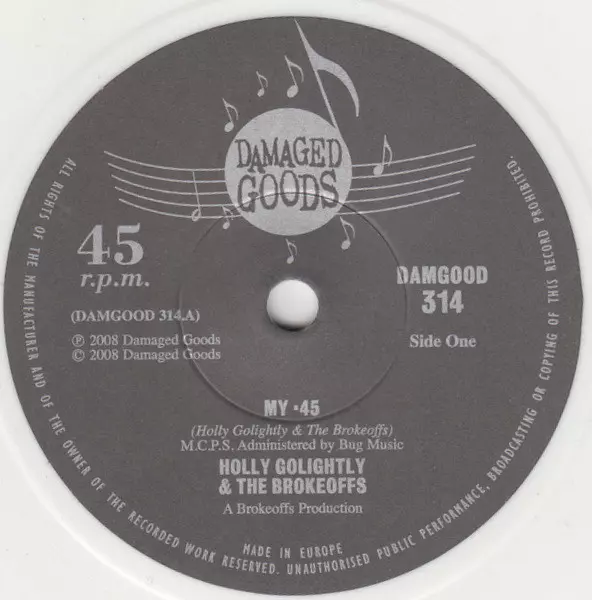 DAMAGED
GOODS
45
r.p.m.
(DAMGOOD 314.A)
℗ 2008 Damaged Goods
© 2008 Damaged Goods
DAMGOOD
314
Side One
MY ·45
(Holly Golightly & The Brokeoffs)
M.C.P.S. Administered by Bug Music
HOLLY GOLIGHTLY
& THE BROKEOFFS
A Brokeoffs Production
MADE IN EUROPE
ALL RIGHTS OF THE MANUFACTURER AND OF THE OWNER OF THE RECORDED WORK RESERVED. UNAUTHORISED PUBLIC PERFORMANCE, BROADCASTING OR COPYING OF THIS RECORD PROHIBITED.